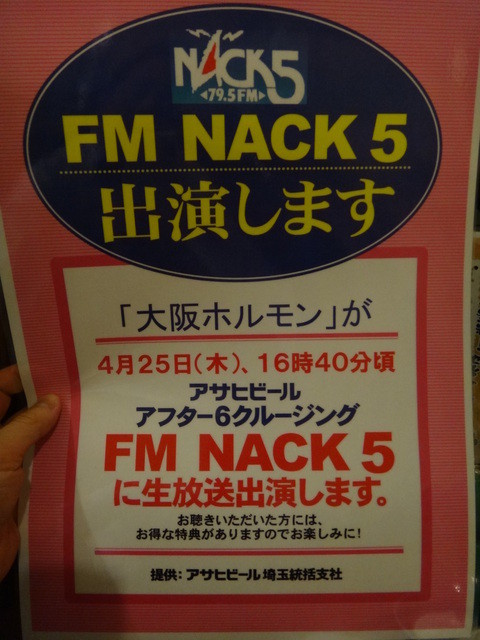 NACK5
◀79.5FM▶
FM NACK 5
出演します
「大阪ホルモン」が
4月25日(木)、16時40分頃
アサヒビール
アフター6クルージング
FM NACK 5
に生放送出演します。
お聴きいただいた方には、
お得な特典がありますのでお楽しみに!
提供:アサヒビール埼玉統括支社